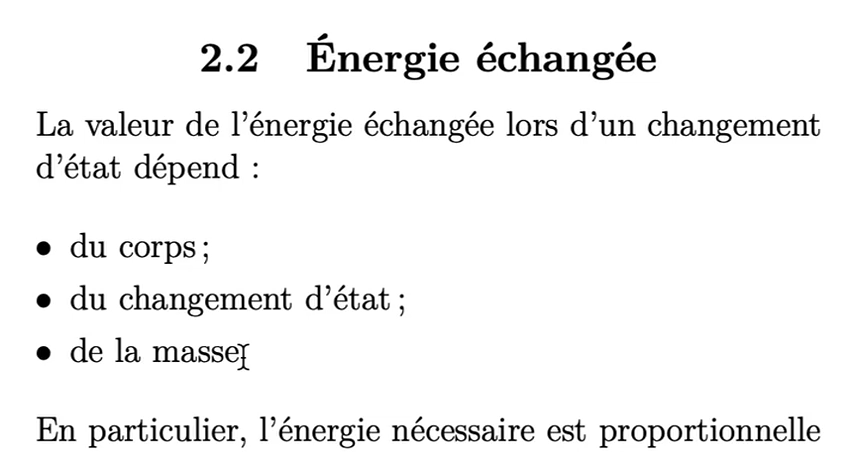 2.2 Énergie échangée
La valeur de l'énergie échangée lors d'un changement
d'état dépend :
• du corps ;
• du changement d'état ;
• de la masse
En particulier, l'énergie nécessaire est proportionnelle